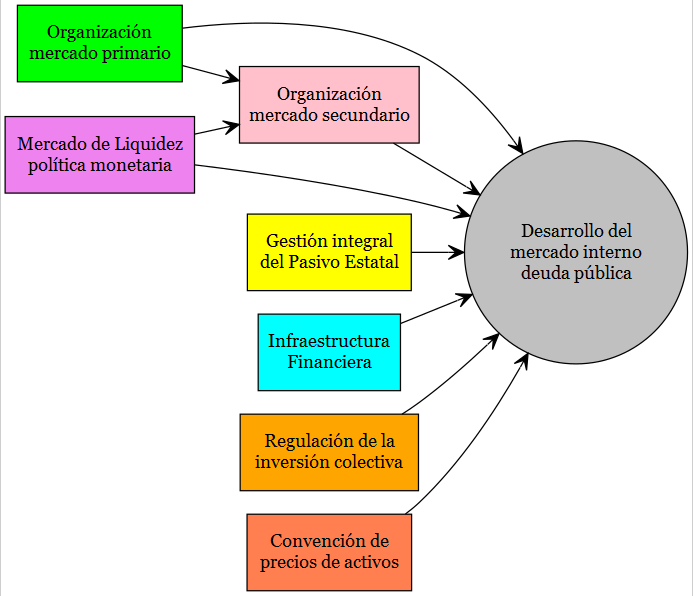 Organización
mercado primario
Organización
mercado secundario
Mercado de Liquidez
política monetaria
Gestión integral
del Pasivo Estatal
Desarrollo del
mercado interno
deuda pública
Infraestructura
Financiera
Regulación de la
inversión colectiva
Convención de
precios de activos